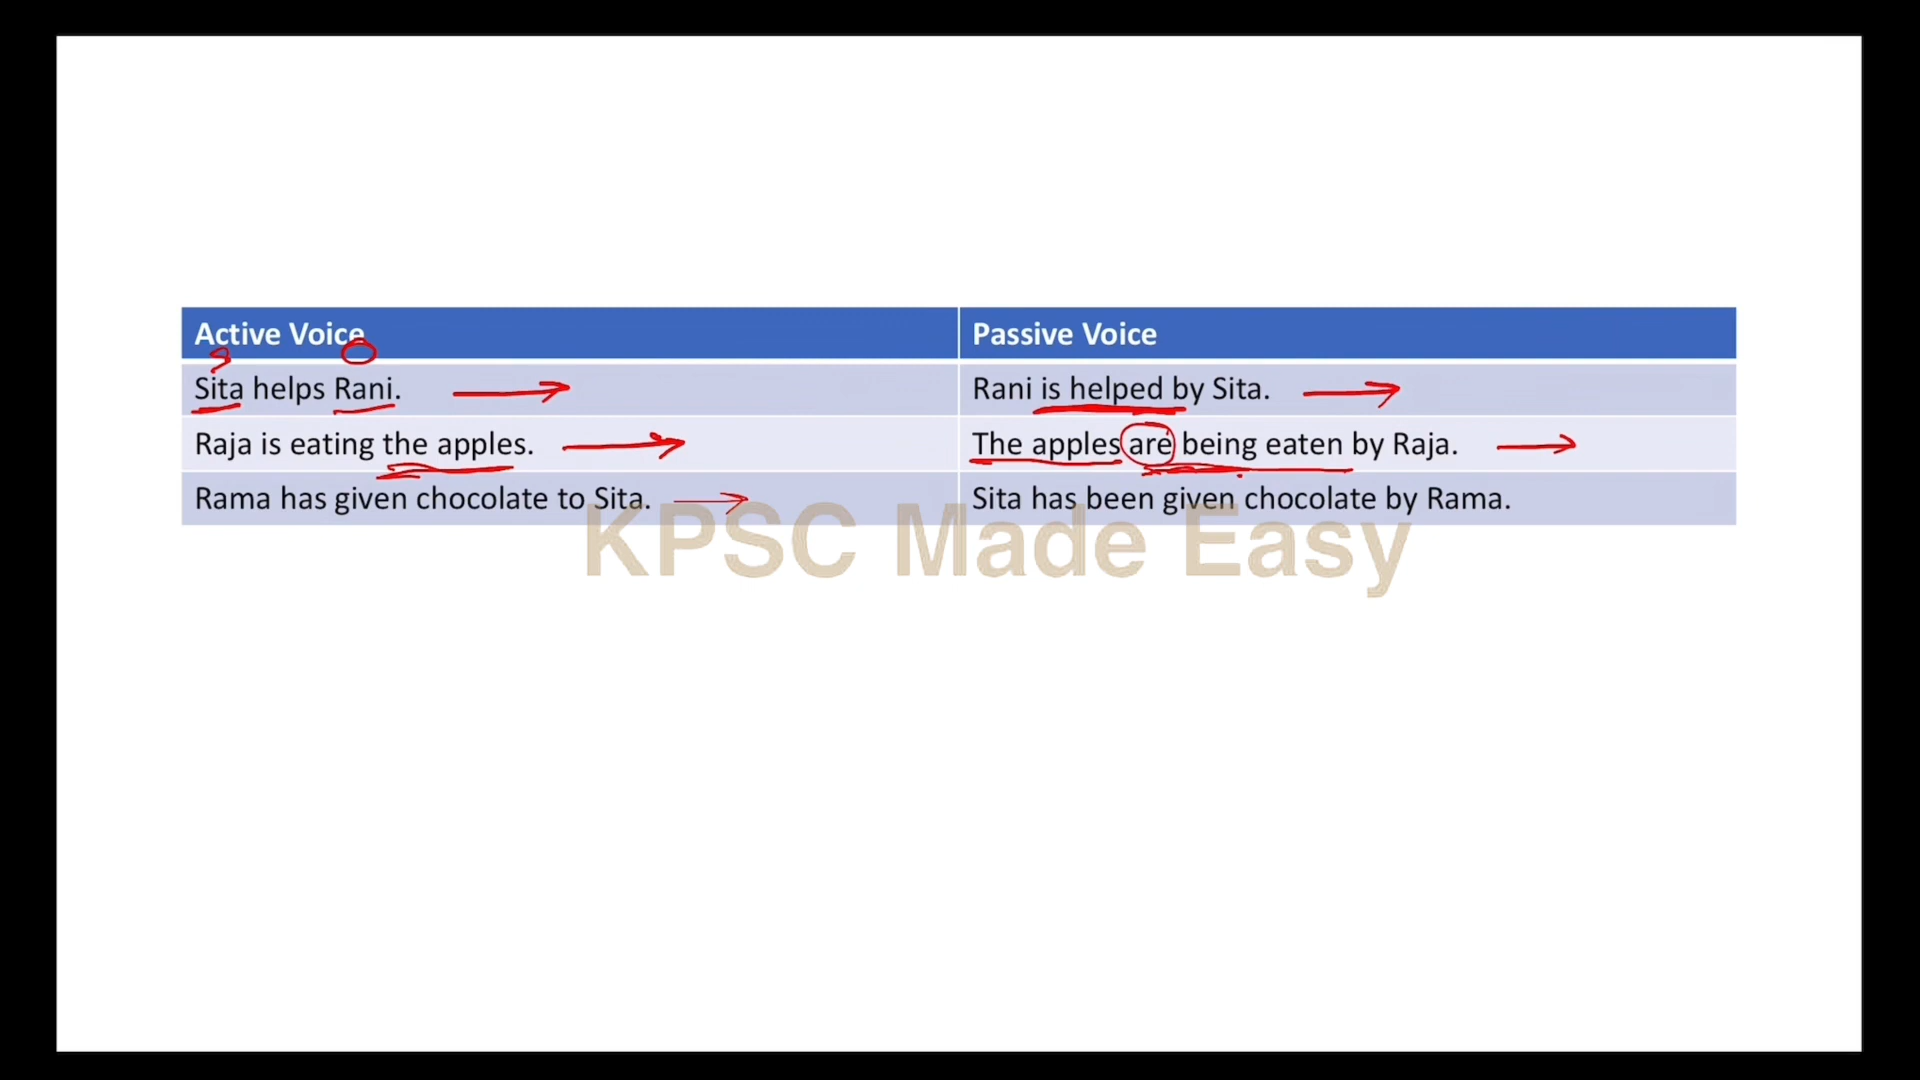 Active Voice Passive Voice
S O
Sita helps Rani. Rani is helped by Sita.
Raja is eating the apples. The apples are being eaten by Raja.
Rama has given chocolate to Sita. Sita has been given chocolate by Rama.
KPSC Made Easy